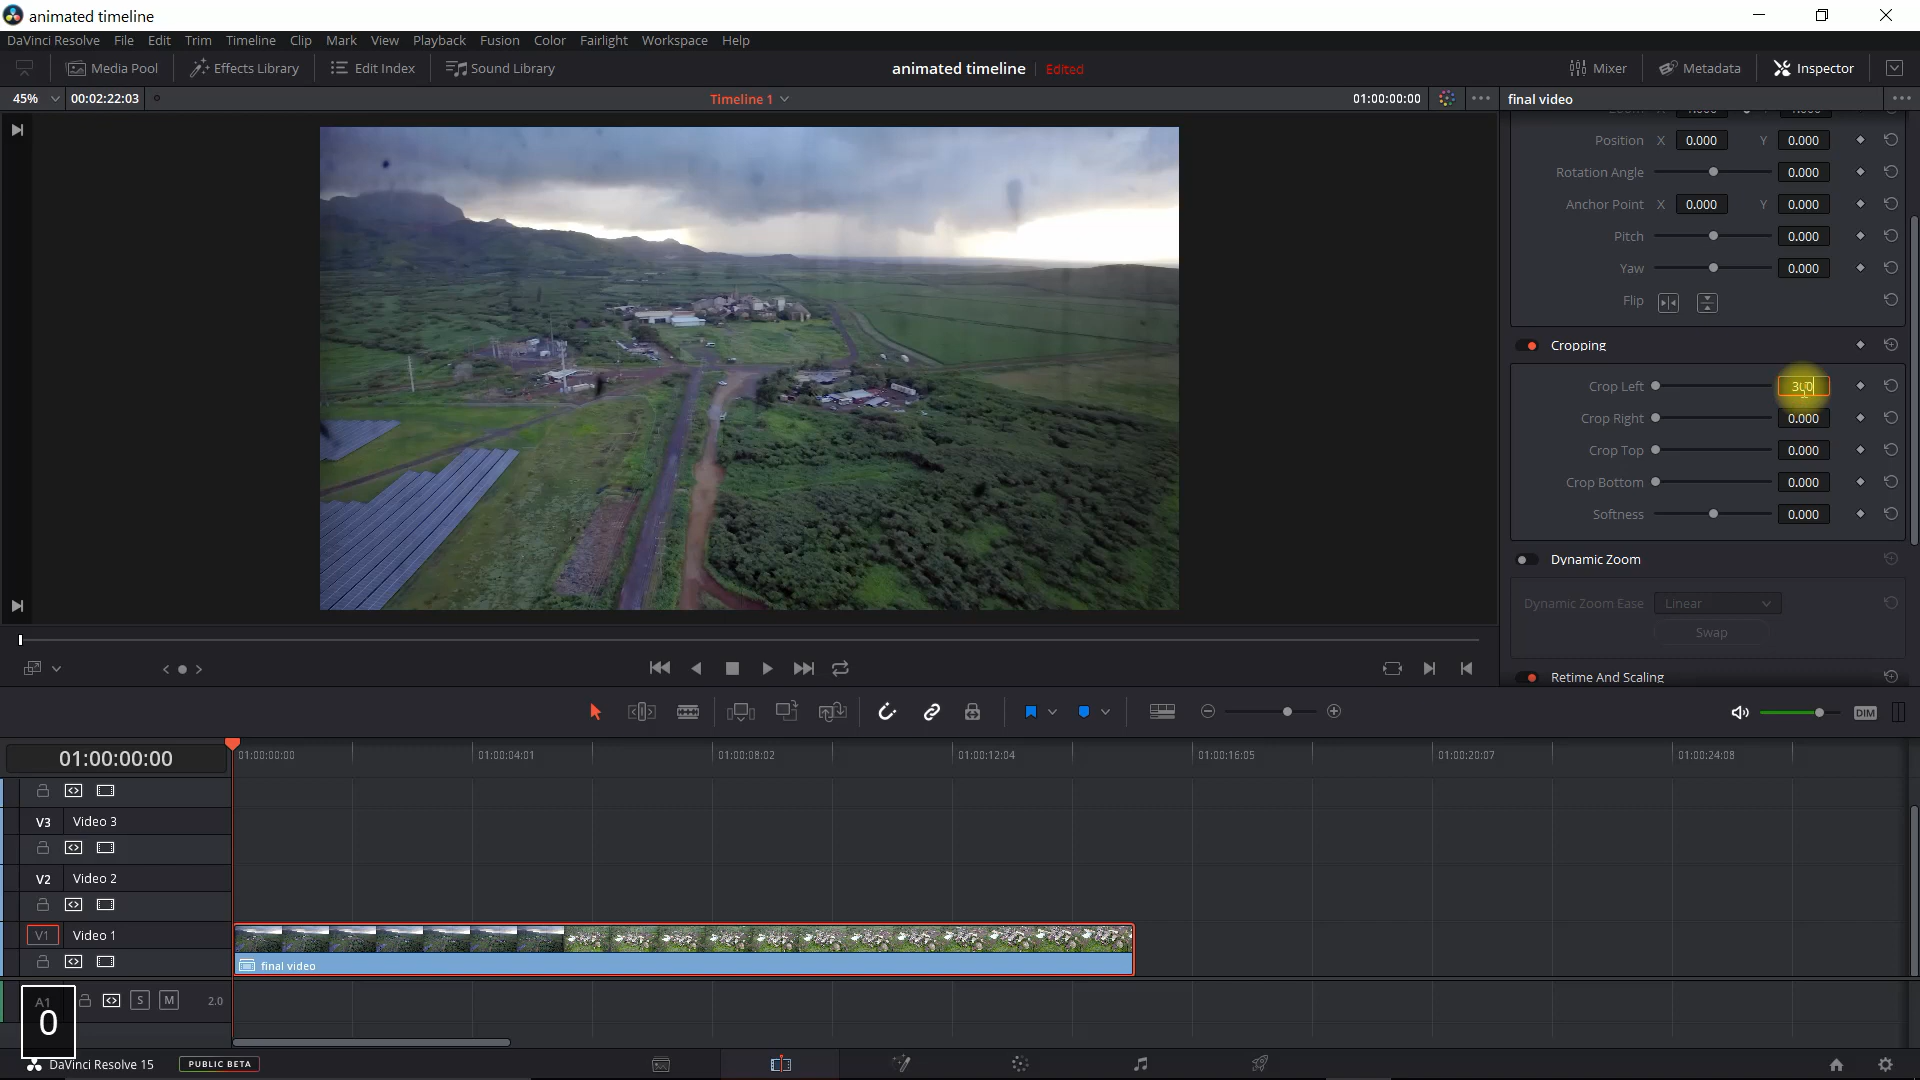 animated timeline
DaVinci Resolve File Edit Trim Timeline Clip Mark View Playback Fusion Color Fairlight Workspace Help
Media Pool Effects Library Edit Index Sound Library animated timeline Edited Mixer Metadata Inspector
45% 00:02:22:03 Timeline 1 01:00:00:00 final video
Position X 0.000 Y 0.000
Rotation Angle 0.000
Anchor Point X 0.000 Y 0.000
Pitch 0.000
Yaw 0.000
Flip
Cropping
Crop Left 300
Crop Right 0.000
Crop Top 0.000
Crop Bottom 0.000
Softness 0.000
Dynamic Zoom
Dynamic Zoom Ease Linear
Swap
Retime And Scaling
DIM
01:00:00:00 01:00:00:00 01:00:04:01 01:00:08:02 01:00:12:04 01:00:16:05 01:00:20:07 01:00:24:08
V3 Video 3
V2 Video 2
V1 Video 1
final video
A1 S M 2.0
0
DaVinci Resolve 15 PUBLIC BETA